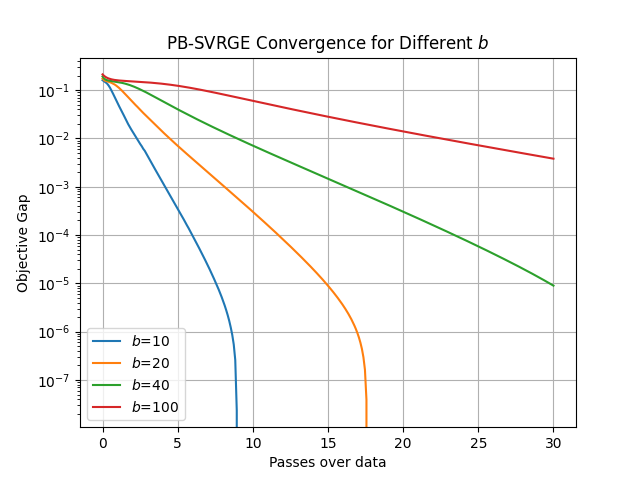 PB-SVRGE Convergence for Different b
Objective Gap
10⁻¹
10⁻²
10⁻³
10⁻⁴
10⁻⁵
10⁻⁶
10⁻⁷
b=10
b=20
b=40
b=100
0 5 10 15 20 25 30
Passes over data